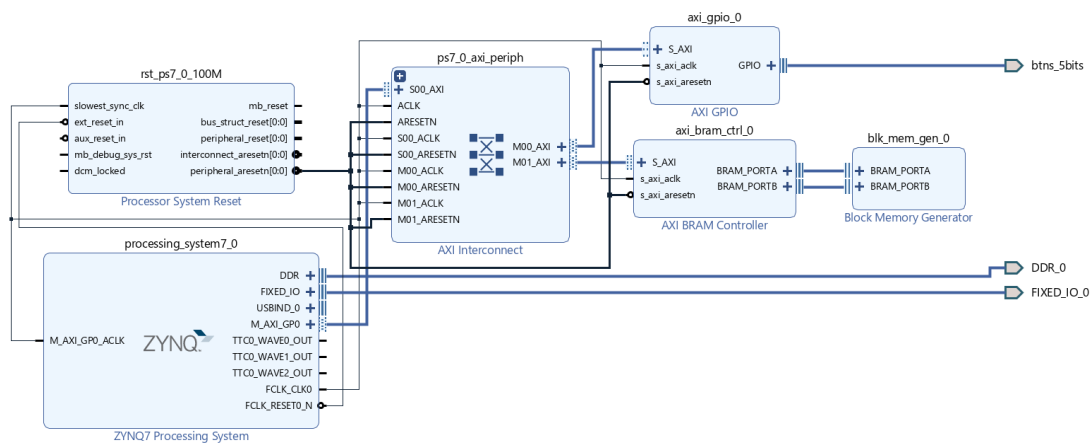 rst_ps7_0_100M
slowest_sync_clk
ext_reset_in
aux_reset_in
mb_debug_sys_rst
dcm_locked
mb_reset
bus_struct_reset[0:0]
peripheral_reset[0:0]
interconnect_aresetn[0:0]
peripheral_aresetn[0:0]
Processor System Reset
ps7_0_axi_periph
S00_AXI
ACLK
ARESETN
S00_ACLK
S00_ARESETN
M00_ACLK
M00_ARESETN
M01_ACLK
M01_ARESETN
M00_AXI
M01_AXI
AXI Interconnect
axi_gpio_0
S_AXI
s_axi_aclk
s_axi_aresetn
GPIO
AXI GPIO
btns_5bits
axi_bram_ctrl_0
S_AXI
s_axi_aclk
s_axi_aresetn
BRAM_PORTA
BRAM_PORTB
AXI BRAM Controller
blk_mem_gen_0
BRAM_PORTA
BRAM_PORTB
Block Memory Generator
processing_system7_0
M_AXI_GP0_ACLK
ZYNQ
DDR
FIXED_IO
USBIND_0
M_AXI_GP0
TTC0_WAVE0_OUT
TTC0_WAVE1_OUT
TTC0_WAVE2_OUT
FCLK_CLK0
FCLK_RESET0_N
ZYNQ7 Processing System
DDR_0
FIXED_IO_0